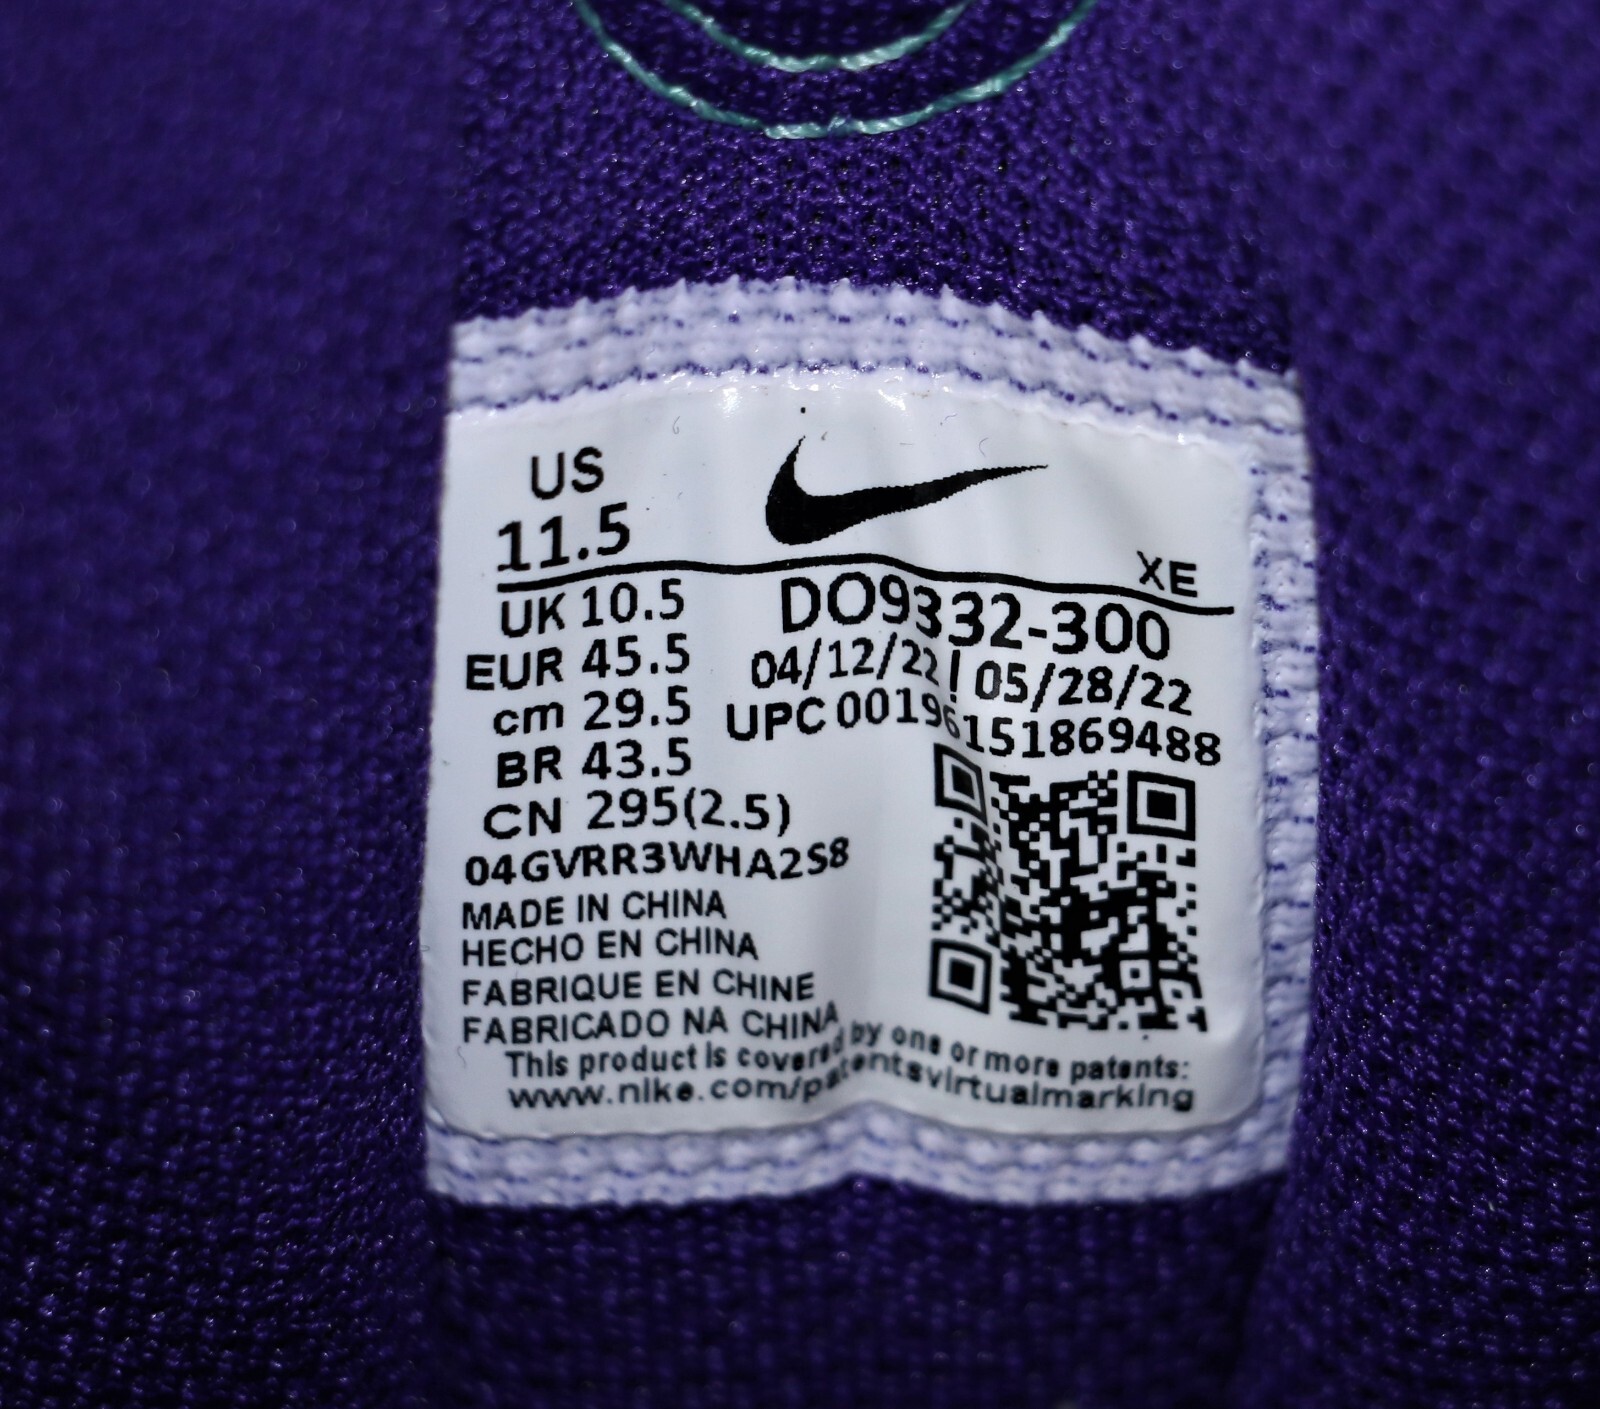 US
11.5
XE
UK 10.5
EUR 45.5
cm 29.5
BR 43.5
CN 295(2.5)
DO9332-300
04/12/22 ! 05/28/22
UPC 00196151869488
04GVRR3WHA2S8
MADE IN CHINA
HECHO EN CHINA
FABRIQUE EN CHINE
FABRICADO NA CHINA
This product is covered by one or more patents:
www.nike.com/patentsvirtualmarking